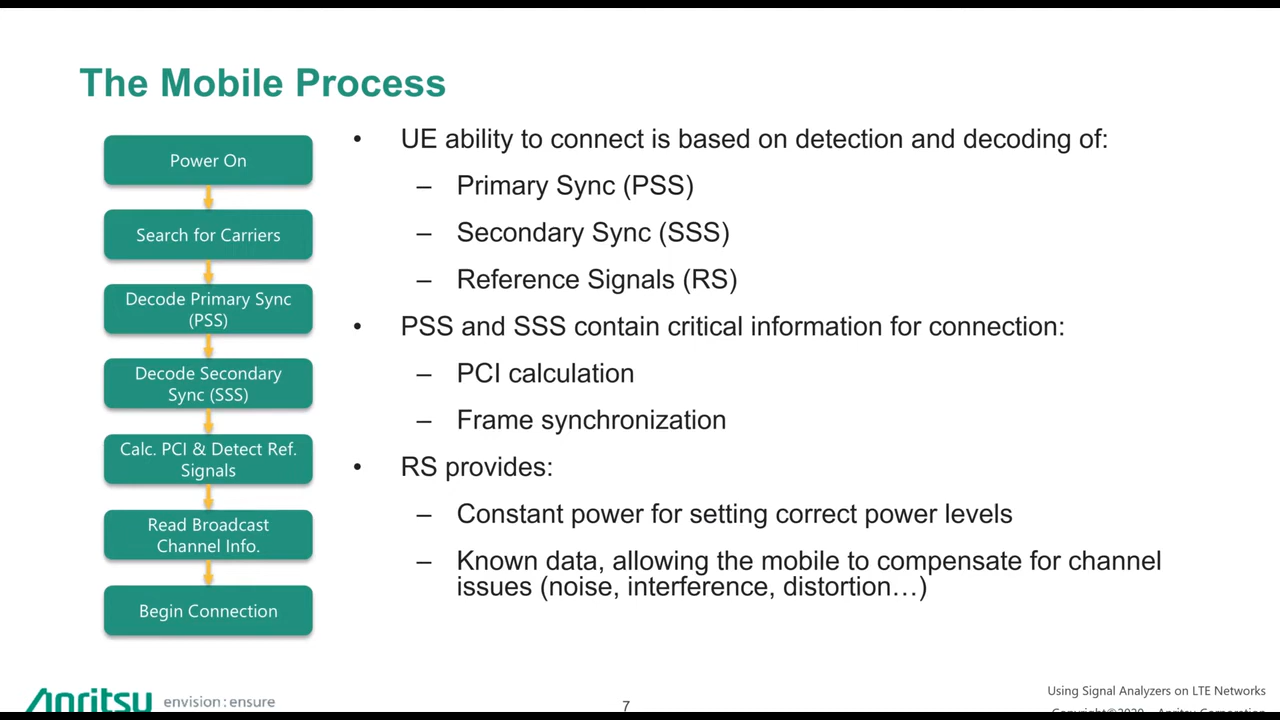 The Mobile Process
Power On
Search for Carriers
Decode Primary Sync
(PSS)
Decode Secondary
Sync (SSS)
Calc. PCI & Detect Ref.
Signals
Read Broadcast
Channel Info.
Begin Connection
• UE ability to connect is based on detection and decoding of:
– Primary Sync (PSS)
– Secondary Sync (SSS)
– Reference Signals (RS)
• PSS and SSS contain critical information for connection:
– PCI calculation
– Frame synchronization
• RS provides:
– Constant power for setting correct power levels
– Known data, allowing the mobile to compensate for channel
issues (noise, interference, distortion…)
Anritsu envision : ensure
7
Using Signal Analyzers on LTE Networks
Copyright©2020 Anritsu Corporation